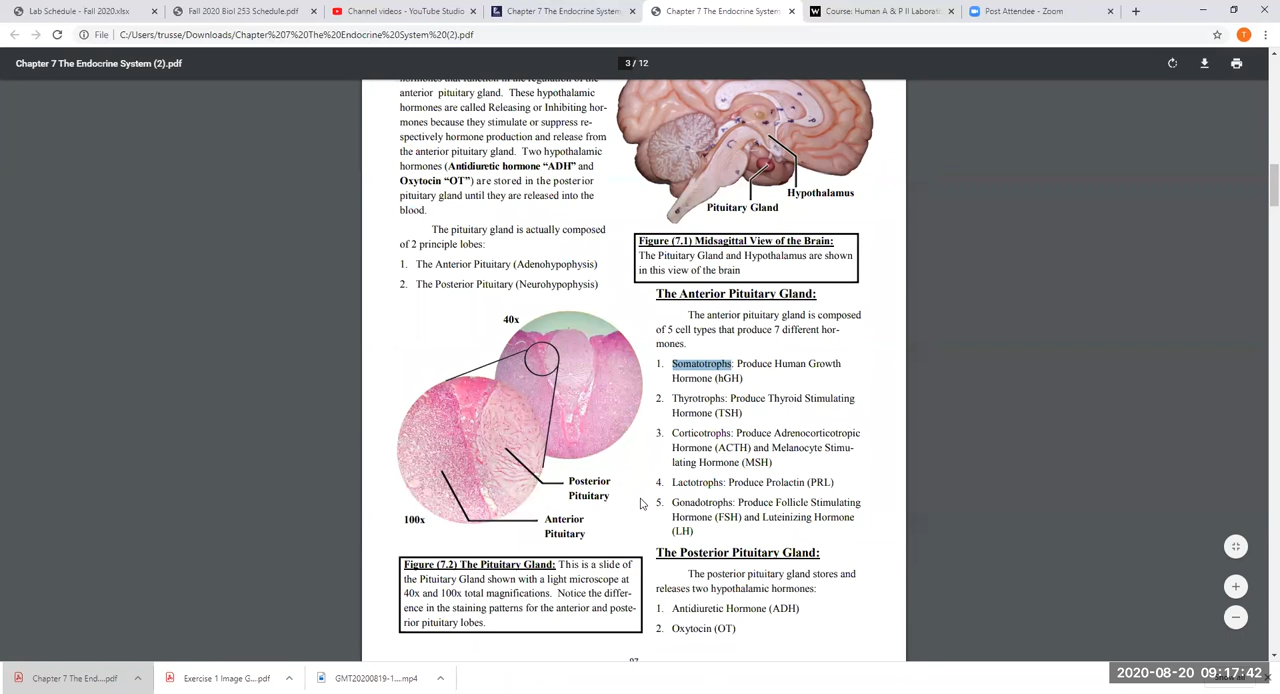 Lab Schedule - Fall 2020.xlsx
Fall 2020 Biol 253 Schedule.pdf
Channel videos - YouTube Studio
Chapter 7 The Endocrine System
Chapter 7 The Endocrine System
Course: Human A & P II Laborati
Post Attendee - Zoom
File | C:/Users/trusse/Downloads/Chapter%207%20The%20Endocrine%20System%20(2).pdf
T
Chapter 7 The Endocrine System (2).pdf
3 / 12
hormones that function in the regulation of the
anterior pituitary gland. These hypothalamic
hormones are called Releasing or Inhibiting hor-
mones because they stimulate or suppress re-
spectively hormone production and release from
the anterior pituitary gland. Two hypothalamic
hormones (Antidiuretic hormone “ADH” and
Oxytocin “OT”) are stored in the posterior
pituitary gland until they are released into the
blood.
The pituitary gland is actually composed
of 2 principle lobes:
1. The Anterior Pituitary (Adenohypophysis)
2. The Posterior Pituitary (Neurohypophysis)
40x
Posterior
Pituitary
100x
Anterior
Pituitary
Figure (7.2) The Pituitary Gland: This is a slide of
the Pituitary Gland shown with a light microscope at
40x and 100x total magnifications. Notice the differ-
ence in the staining patterns for the anterior and poste-
rior pituitary lobes.
Hypothalamus
Pituitary Gland
Figure (7.1) Midsagittal View of the Brain:
The Pituitary Gland and Hypothalamus are shown
in this view of the brain
The Anterior Pituitary Gland:
The anterior pituitary gland is composed
of 5 cell types that produce 7 different hor-
mones.
1. Somatotrophs: Produce Human Growth
Hormone (hGH)
2. Thyrotrophs: Produce Thyroid Stimulating
Hormone (TSH)
3. Corticotrophs: Produce Adrenocorticotropic
Hormone (ACTH) and Melanocyte Stimu-
lating Hormone (MSH)
4. Lactotrophs: Produce Prolactin (PRL)
5. Gonadotrophs: Produce Follicle Stimulating
Hormone (FSH) and Luteinizing Hormone
(LH)
The Posterior Pituitary Gland:
The posterior pituitary gland stores and
releases two hypothalamic hormones:
1. Antidiuretic Hormone (ADH)
2. Oxytocin (OT)
Chapter 7 The End....pdf
Exercise 1 Image G...pdf
GMT20200819-1....mp4
2020-08-20 09:17:42